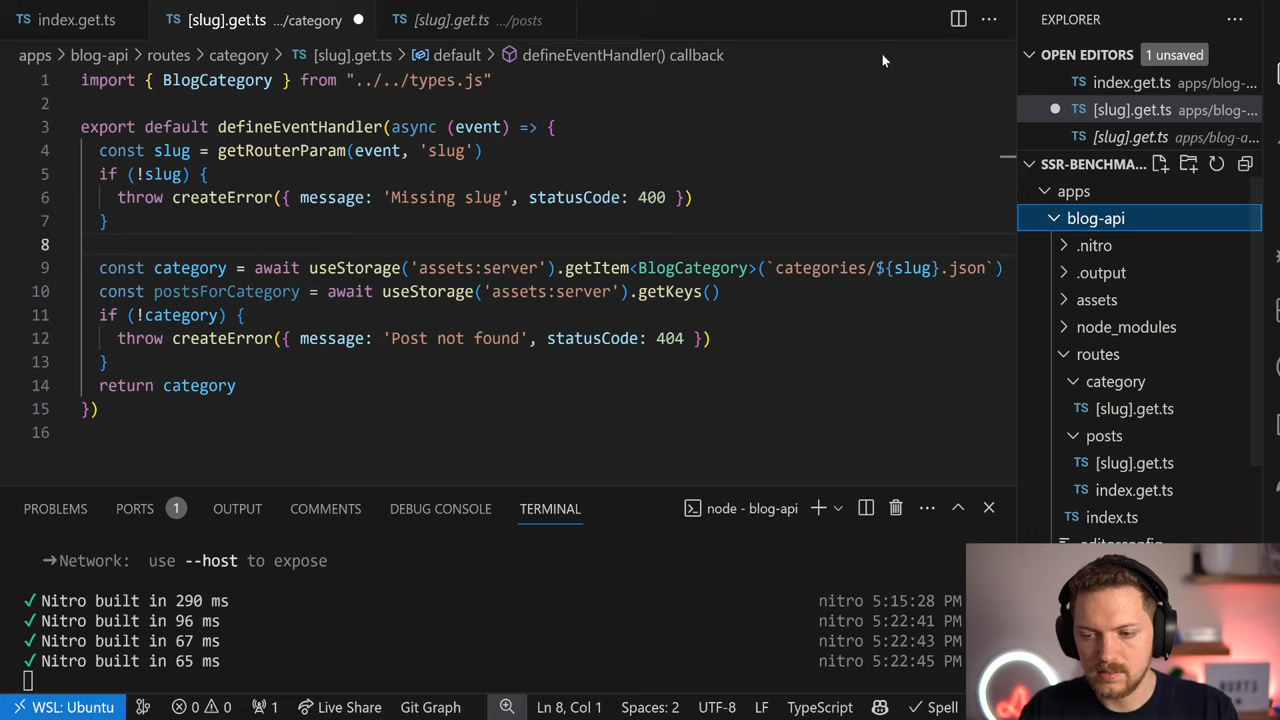 index.get.ts
[slug].get.ts .../category
[slug].get.ts .../posts
apps > blog-api > routes > category > TS [slug].get.ts > default > defineEventHandler() callback
1 import { BlogCategory } from "../../types.js"
2
3 export default defineEventHandler(async (event) => {
4 const slug = getRouterParam(event, 'slug')
5 if (!slug) {
6 throw createError({ message: 'Missing slug', statusCode: 400 })
7 }
8
9 const category = await useStorage('assets:server').getItem<BlogCategory>(`categories/${slug}.json`)
10 const postsForCategory = await useStorage('assets:server').getKeys()
11 if (!category) {
12 throw createError({ message: 'Post not found', statusCode: 404 })
13 }
14 return category
15 })
16
PROBLEMS
PORTS 1
OUTPUT
COMMENTS
DEBUG CONSOLE
TERMINAL
node - blog-api
➜Network: use --host to expose
✓ Nitro built in 290 ms nitro 5:15:28 PM
✓ Nitro built in 96 ms nitro 5:22:41 PM
✓ Nitro built in 67 ms nitro 5:22:43 PM
✓ Nitro built in 65 ms nitro 5:22:45 PM
EXPLORER
OPEN EDITORS 1 unsaved
TS index.get.ts apps/blog-...
TS [slug].get.ts apps/blog-...
TS [slug].get.ts apps/blog-a...
SSR-BENCHMA...
apps
blog-api
.nitro
.output
assets
node_modules
routes
category
TS [slug].get.ts
posts
TS [slug].get.ts
TS index.get.ts
TS index.ts
WSL: Ubuntu
0 0
1
Live Share
Git Graph
Ln 8, Col 1
Spaces: 2
UTF-8
LF
TypeScript
Spell